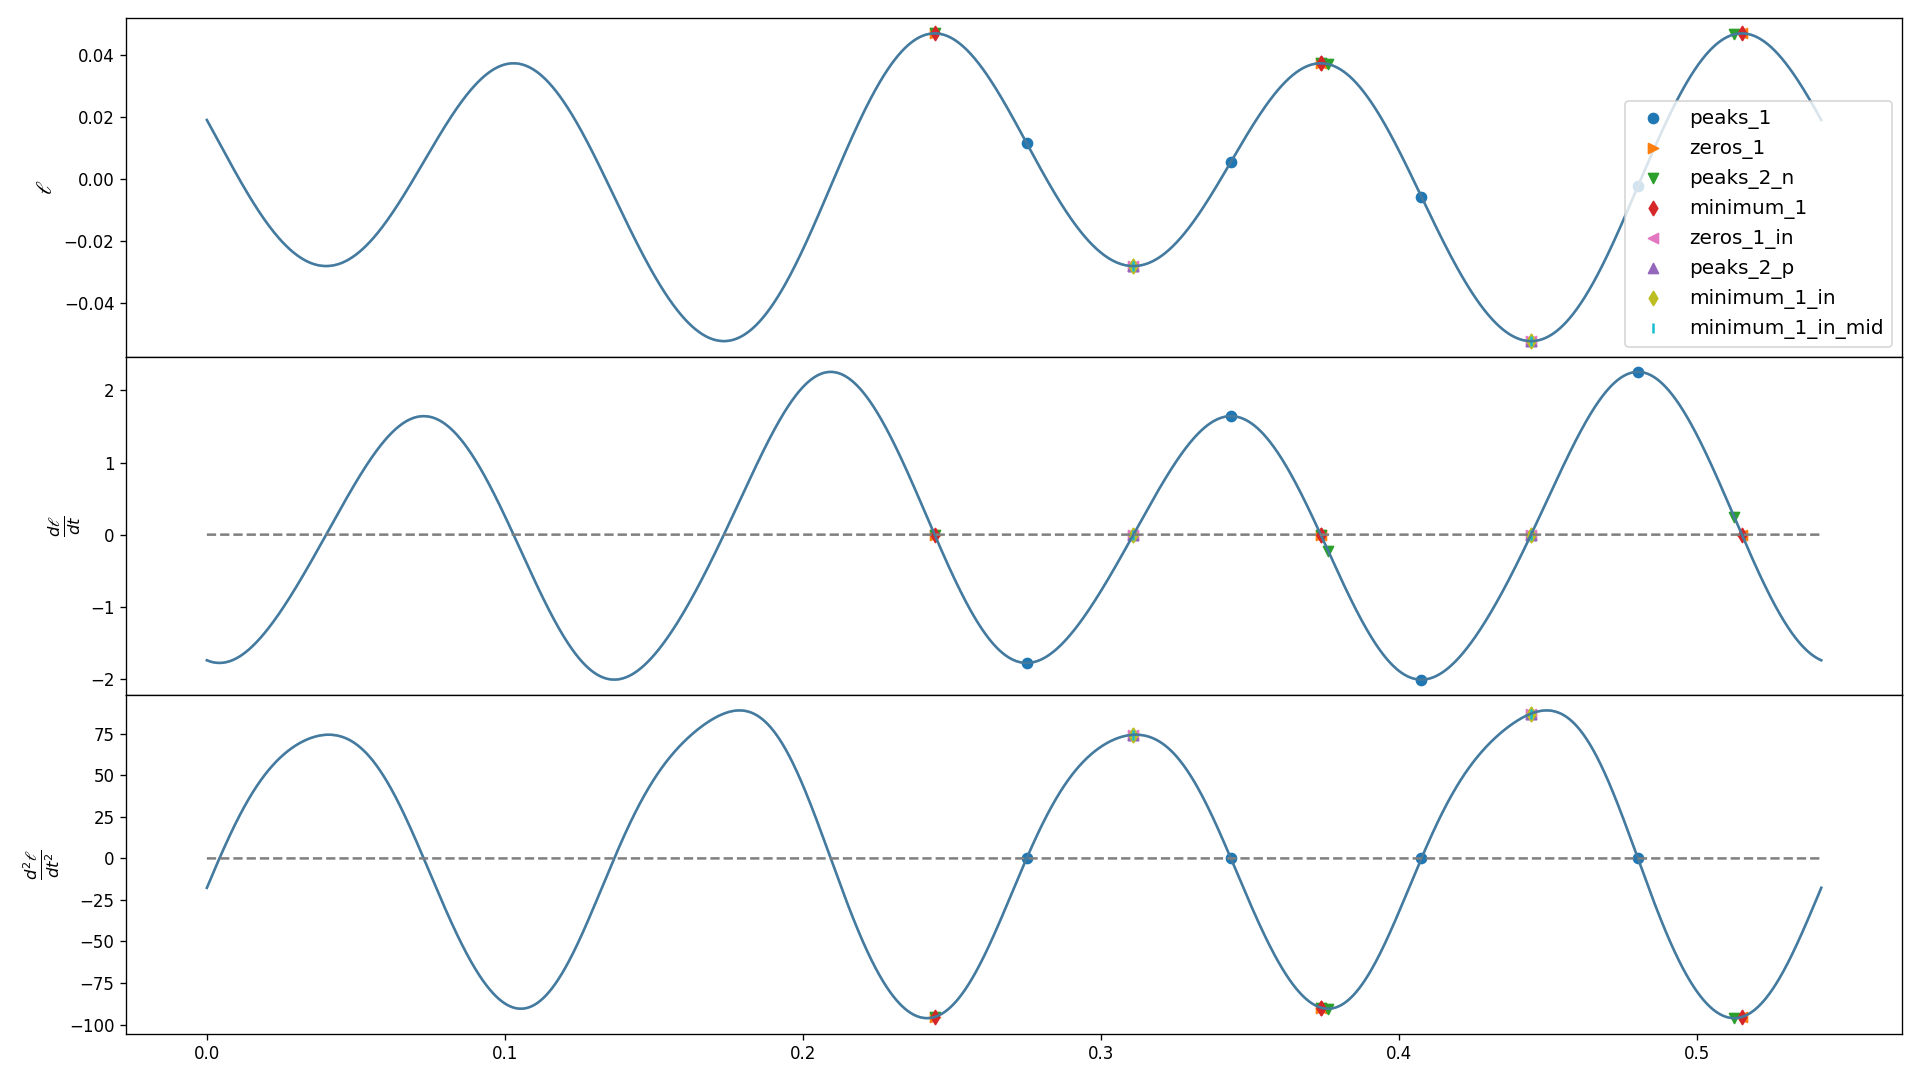 0.04
0.02
0.00
−0.02
−0.04
ℓ
peaks_1
zeros_1
peaks_2_n
minimum_1
zeros_1_in
peaks_2_p
minimum_1_in
minimum_1_in_mid
2
1
0
−1
−2
dℓ
dt
75
50
25
0
−25
−50
−75
−100
d²ℓ
dt²
0.0 0.1 0.2 0.3 0.4 0.5